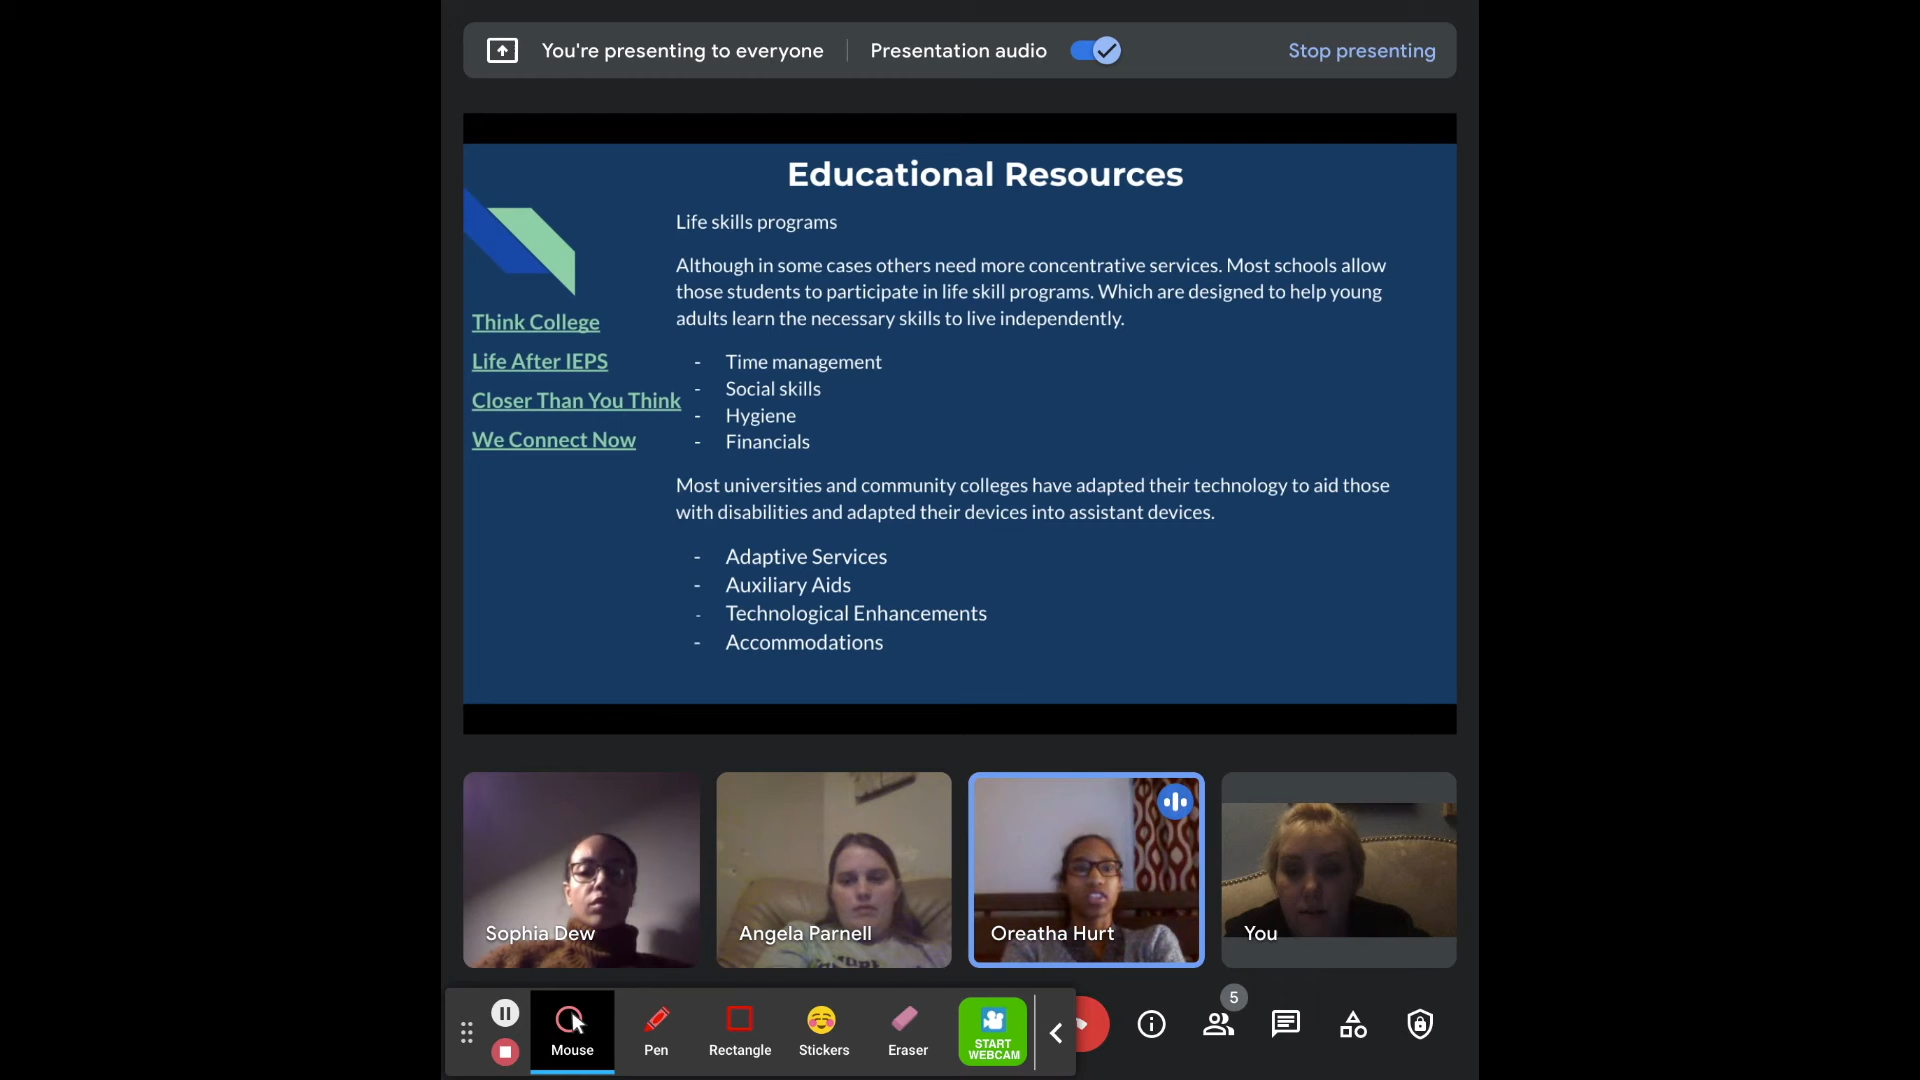 You're presenting to everyone
Presentation audio
Stop presenting
Educational Resources
Life skills programs
Although in some cases others need more concentrative services. Most schools allow
those students to participate in life skill programs. Which are designed to help young
adults learn the necessary skills to live independently.
Think College
Life After IEPS
Closer Than You Think
We Connect Now
- Time management
- Social skills
- Hygiene
- Financials
Most universities and community colleges have adapted their technology to aid those
with disabilities and adapted their devices into assistant devices.
- Adaptive Services
- Auxiliary Aids
- Technological Enhancements
- Accommodations
Sophia Dew
Angela Parnell
Oreatha Hurt
You
Mouse
Pen
Rectangle
Stickers
Eraser
START
WEBCAM
5